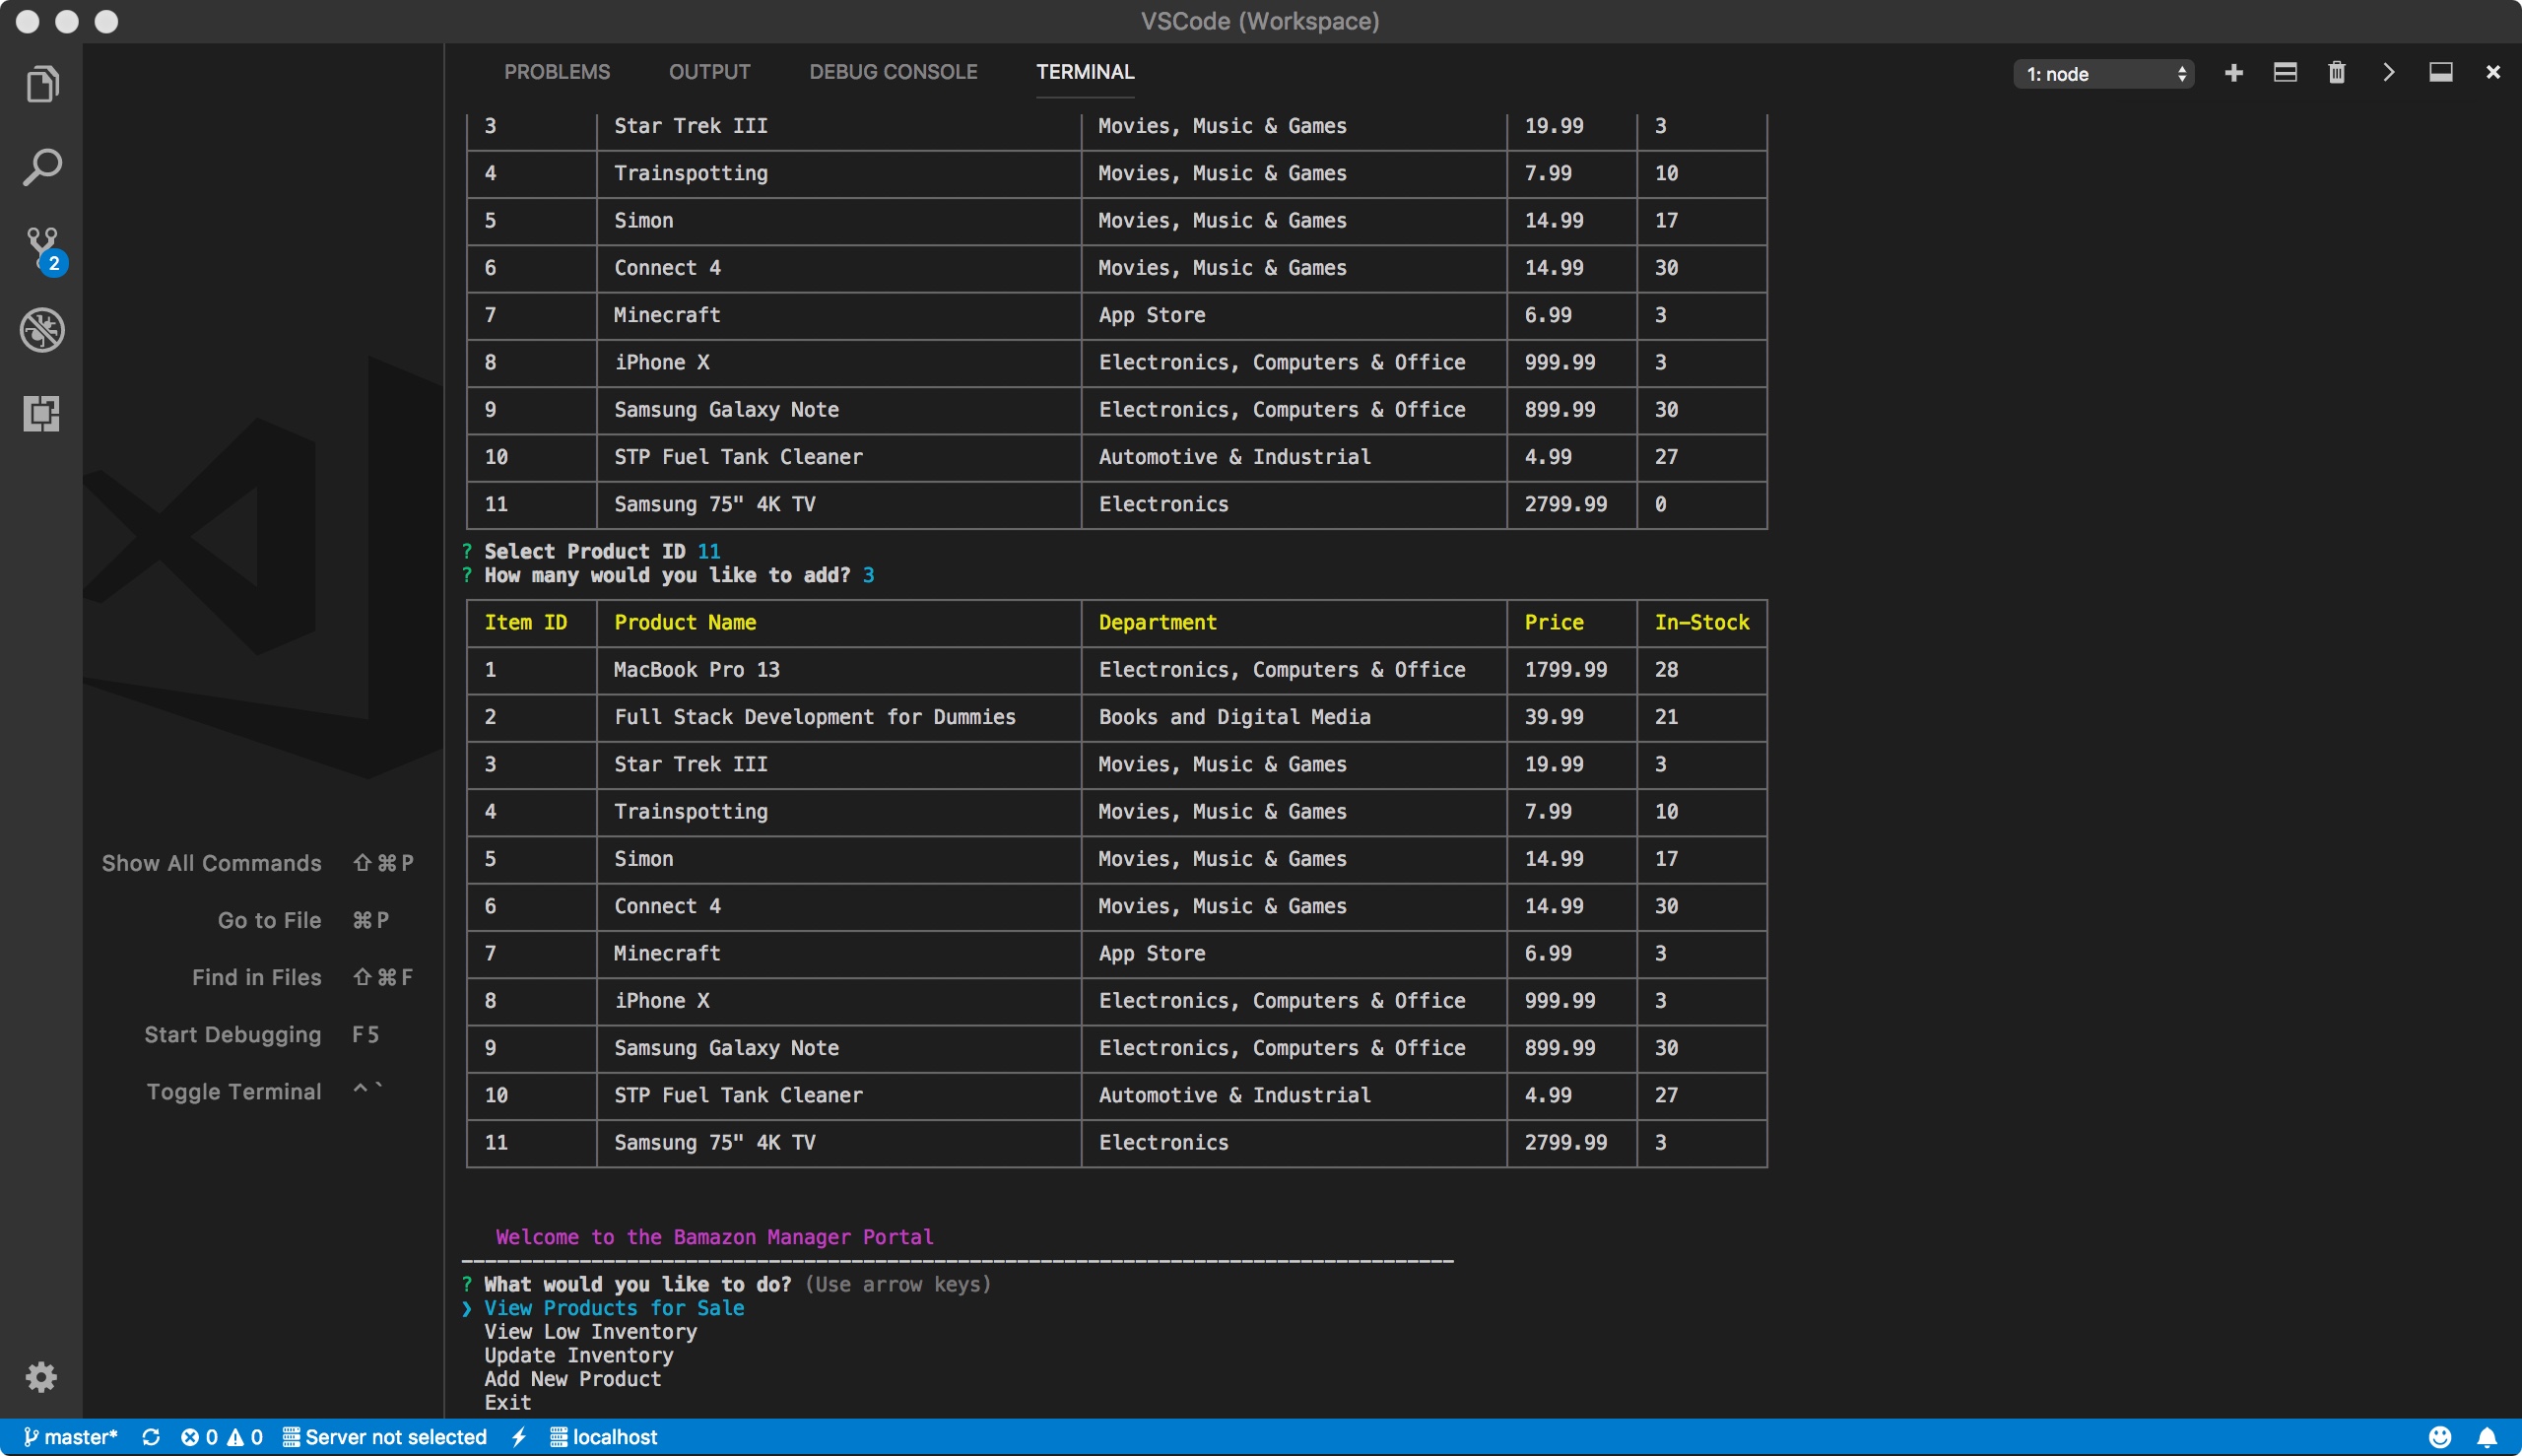 VSCode (Workspace)
PROBLEMS OUTPUT DEBUG CONSOLE TERMINAL 1: node
3 Star Trek III Movies, Music & Games 19.99 3
4 Trainspotting Movies, Music & Games 7.99 10
5 Simon Movies, Music & Games 14.99 17
2
6 Connect 4 Movies, Music & Games 14.99 30
7 Minecraft App Store 6.99 3
8 iPhone X Electronics, Computers & Office 999.99 3
9 Samsung Galaxy Note Electronics, Computers & Office 899.99 30
10 STP Fuel Tank Cleaner Automotive & Industrial 4.99 27
11 Samsung 75" 4K TV Electronics 2799.99 0
? Select Product ID 11
? How many would you like to add? 3
Item ID Product Name Department Price In-Stock
1 MacBook Pro 13 Electronics, Computers & Office 1799.99 28
2 Full Stack Development for Dummies Books and Digital Media 39.99 21
3 Star Trek III Movies, Music & Games 19.99 3
4 Trainspotting Movies, Music & Games 7.99 10
5 Simon Movies, Music & Games 14.99 17
6 Connect 4 Movies, Music & Games 14.99 30
7 Minecraft App Store 6.99 3
8 iPhone X Electronics, Computers & Office 999.99 3
9 Samsung Galaxy Note Electronics, Computers & Office 899.99 30
10 STP Fuel Tank Cleaner Automotive & Industrial 4.99 27
11 Samsung 75" 4K TV Electronics 2799.99 3
Show All Commands ⇧⌘P
Go to File ⌘P
Find in Files ⇧⌘F
Start Debugging F5
Toggle Terminal ^`
Welcome to the Bamazon Manager Portal
------------------------------------------------------------------------------------
? What would you like to do? (Use arrow keys)
❯ View Products for Sale
View Low Inventory
Update Inventory
Add New Product
Exit
master* 0 0 Server not selected localhost